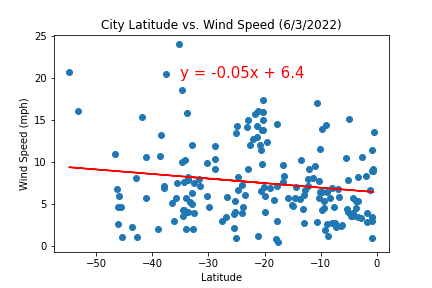 City Latitude vs. Wind Speed (6/3/2022)
25
20
15
10
5
0
Wind Speed (mph)
y = -0.05x + 6.4
−50 −40 −30 −20 −10 0
Latitude